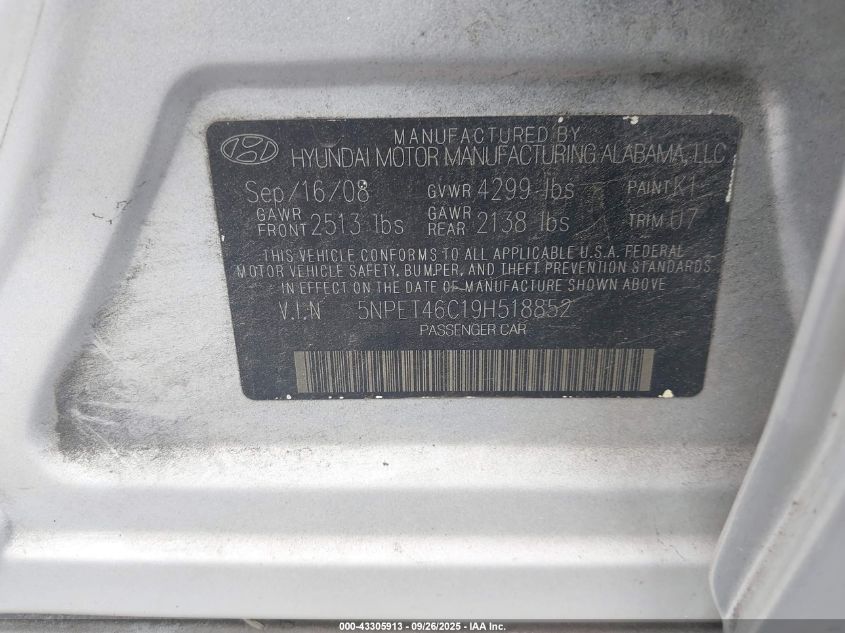 MANUFACTURED BY
HYUNDAI MOTOR MANUFACTURING ALABAMA, LLC
Sep/16/08 GVWR 4299 lbs PAINT K1
GAWR FRONT 2513 lbs GAWR REAR 2138 lbs TRIM U7
THIS VEHICLE CONFORMS TO ALL APPLICABLE U.S.A. FEDERAL
MOTOR VEHICLE SAFETY, BUMPER, AND THEFT PREVENTION STANDARDS
IN EFFECT ON THE DATE OF MANUFACTURE SHOWN ABOVE
V.I.N 5NPET46C19H518852
PASSENGER CAR
000-43305913 - 09/26/2025 - IAA Inc.